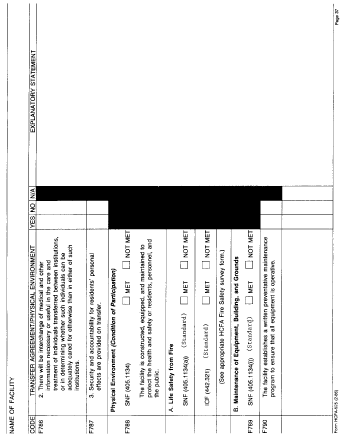 NAME OF FACILITY
CODE
TRANSFER AGREEMENT/PHYSICAL ENVIRONMENT
YES
NO
N/A
EXPLANATORY STATEMENT
F786
2. There will be interchange of medical and other
information necessary or useful in the care and
treatment of individuals transferred between institutions,
or in determining whether such individuals can be
adequately cared for otherwise than in either of such
institutions.
F787
3. Security and accountability for residents' personal
effects are provided on transfer.
Physical Environment (Condition of Participation)
F788
SNF (405.1134) MET NOT MET
The facility is constructed, equipped, and maintained to
protect the health and safety or residents, personnel, and
the public.
A. Life Safety from Fire
SNF (405.1134(a)) (Standard) MET NOT MET
ICF (442.321) (Standard) MET NOT MET
(See appropriate HCFA Fire Safety survey form.)
B. Maintenance of Equipment, Building, and Grounds
F789
SNF (405.1134(i)) (Standard) MET NOT MET
F790
The facility establishes a written preventive maintenance
program to ensure that all equipment is operative.
Page 37